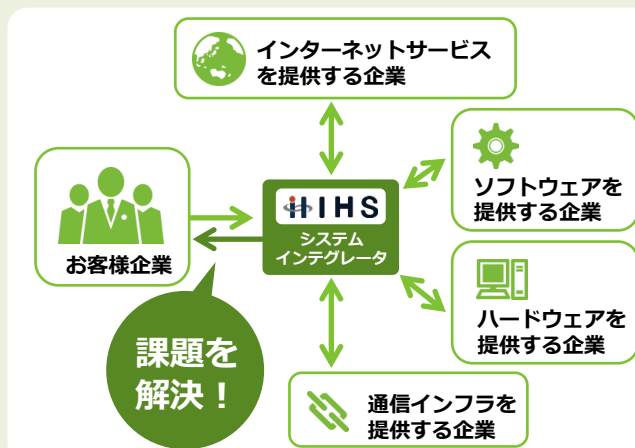 インターネットサービス
を提供する企業
ソフトウェアを
提供する企業
IHS
システム
インテグレータ
お客様企業
ハードウェアを
提供する企業
課題を
解決！
通信インフラを
提供する企業